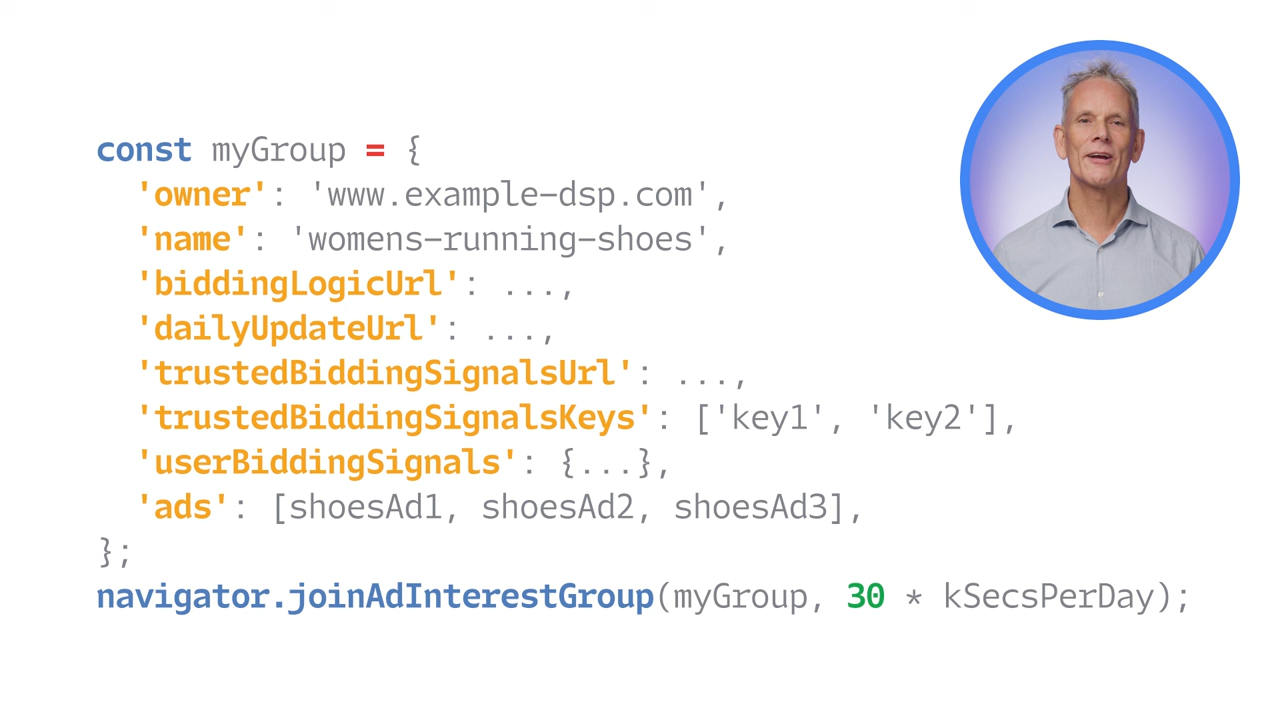 const myGroup = {
'owner': 'www.example-dsp.com',
'name': 'womens-running-shoes',
'biddingLogicUrl': ...,
'dailyUpdateUrl': ...,
'trustedBiddingSignalsUrl': ...,
'trustedBiddingSignalsKeys': ['key1', 'key2'],
'userBiddingSignals': {...},
'ads': [shoesAd1, shoesAd2, shoesAd3],
};
navigator.joinAdInterestGroup(myGroup, 30 * kSecsPerDay);